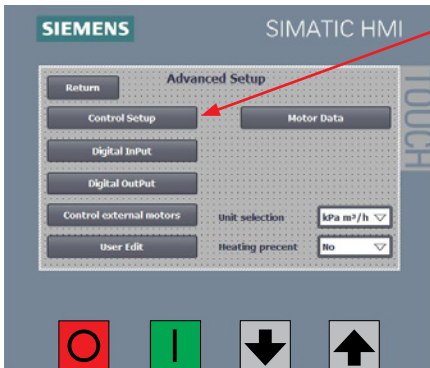 SIEMENS
SIMATIC HMI
TOUCH
Advanced Setup
Return
Control Setup
Motor Data
Digital InPut
Digital OutPut
Control external motors
Unit selection
kPa m³/h
User Edit
Heating precent
No